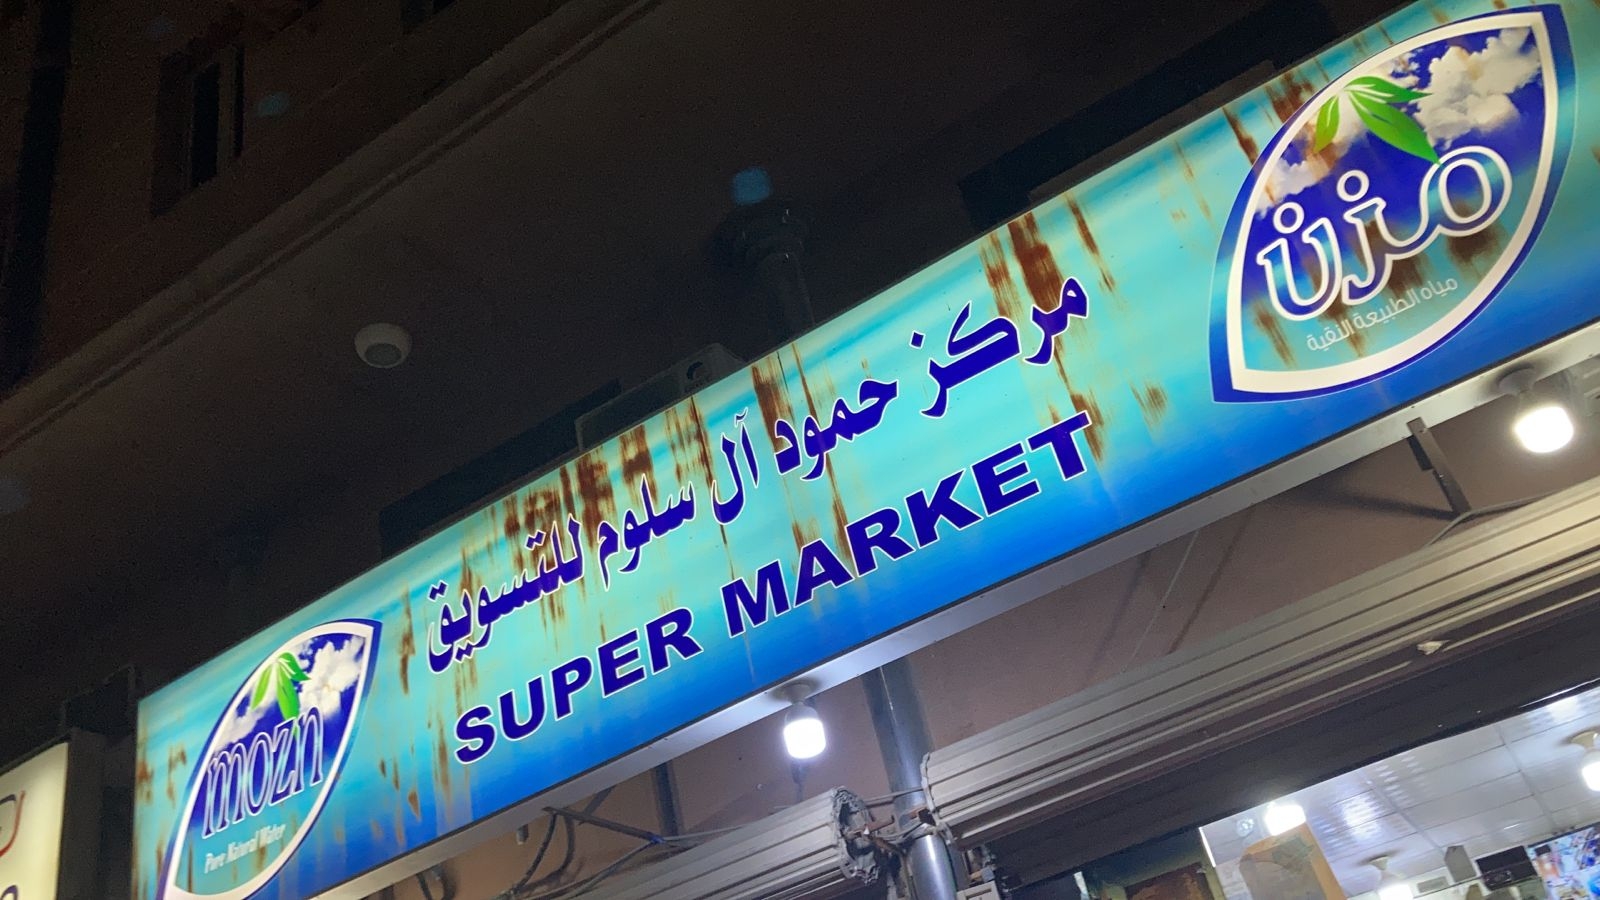 مزن
مياه الطبيعة النقية
مركز حمود آل سلوم للتسويق
SUPER MARKET
mozn
Pure Natural Water